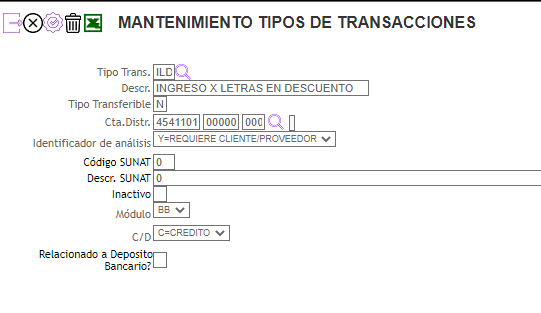 MANTENIMIENTO TIPOS DE TRANSACCIONES
Tipo Trans. ILD
Descr. INGRESO X LETRAS EN DESCUENTO
Tipo Transferible N
Cta.Distr. 4541101 00000 000
Identificador de análisis Y=REQUIERE CLIENTE/PROVEEDOR
Código SUNAT 0
Descr. SUNAT 0
Inactivo
Módulo BB
C/D C=CREDITO
Relacionado a Deposito
Bancario?